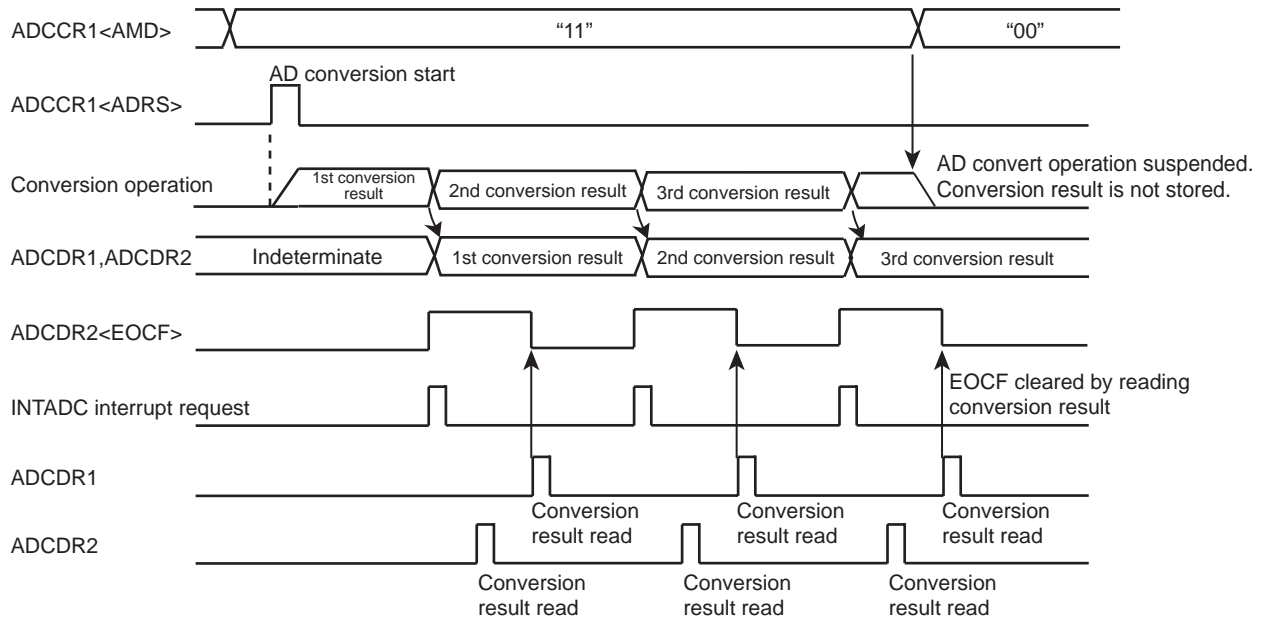 ADCCR1<AMD>
“11”
“00”
AD conversion start
ADCCR1<ADRS>
Conversion operation
1st conversion
result
2nd conversion result
3rd conversion result
AD convert operation suspended.
Conversion result is not stored.
ADCDR1,ADCDR2
Indeterminate
1st conversion result
2nd conversion result
3rd conversion result
ADCDR2<EOCF>
EOCF cleared by reading
conversion result
INTADC interrupt request
ADCDR1
Conversion
result read
Conversion
result read
Conversion
result read
ADCDR2
Conversion
result read
Conversion
result read
Conversion
result read